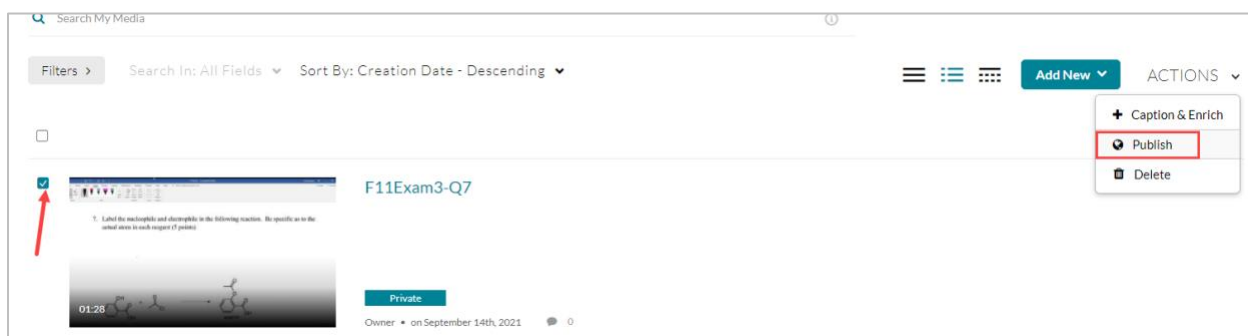 Search My Media
Filters >
Search In: All Fields
Sort By: Creation Date - Descending
Add New
ACTIONS
+ Caption & Enrich
Publish
Delete
F11Exam3-Q7
7. Label the nucleophile and electrophile in the following reaction. Be specific as to the
actual atom in each reagent (5 points)
01:28
Private
Owner • on September 14th, 2021
0